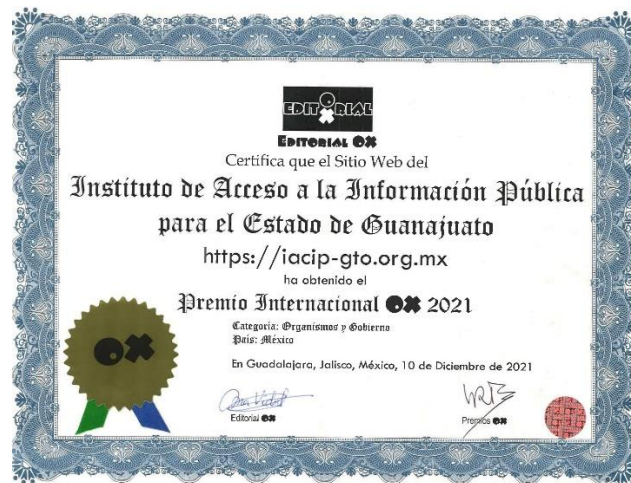 EDITORIAL
EDITORIAL OX
Certifica que el Sitio Web del
Instituto de Acceso a la Información Pública
para el Estado de Guanajuato
https://iacip-gto.org.mx
ha obtenido el
Premio Internacional OX 2021
Categoría: Organismos y Gobierno
País: México
En Guadalajara, Jalisco, México, 10 de Diciembre de 2021
OX
Editorial OX
Premios OX